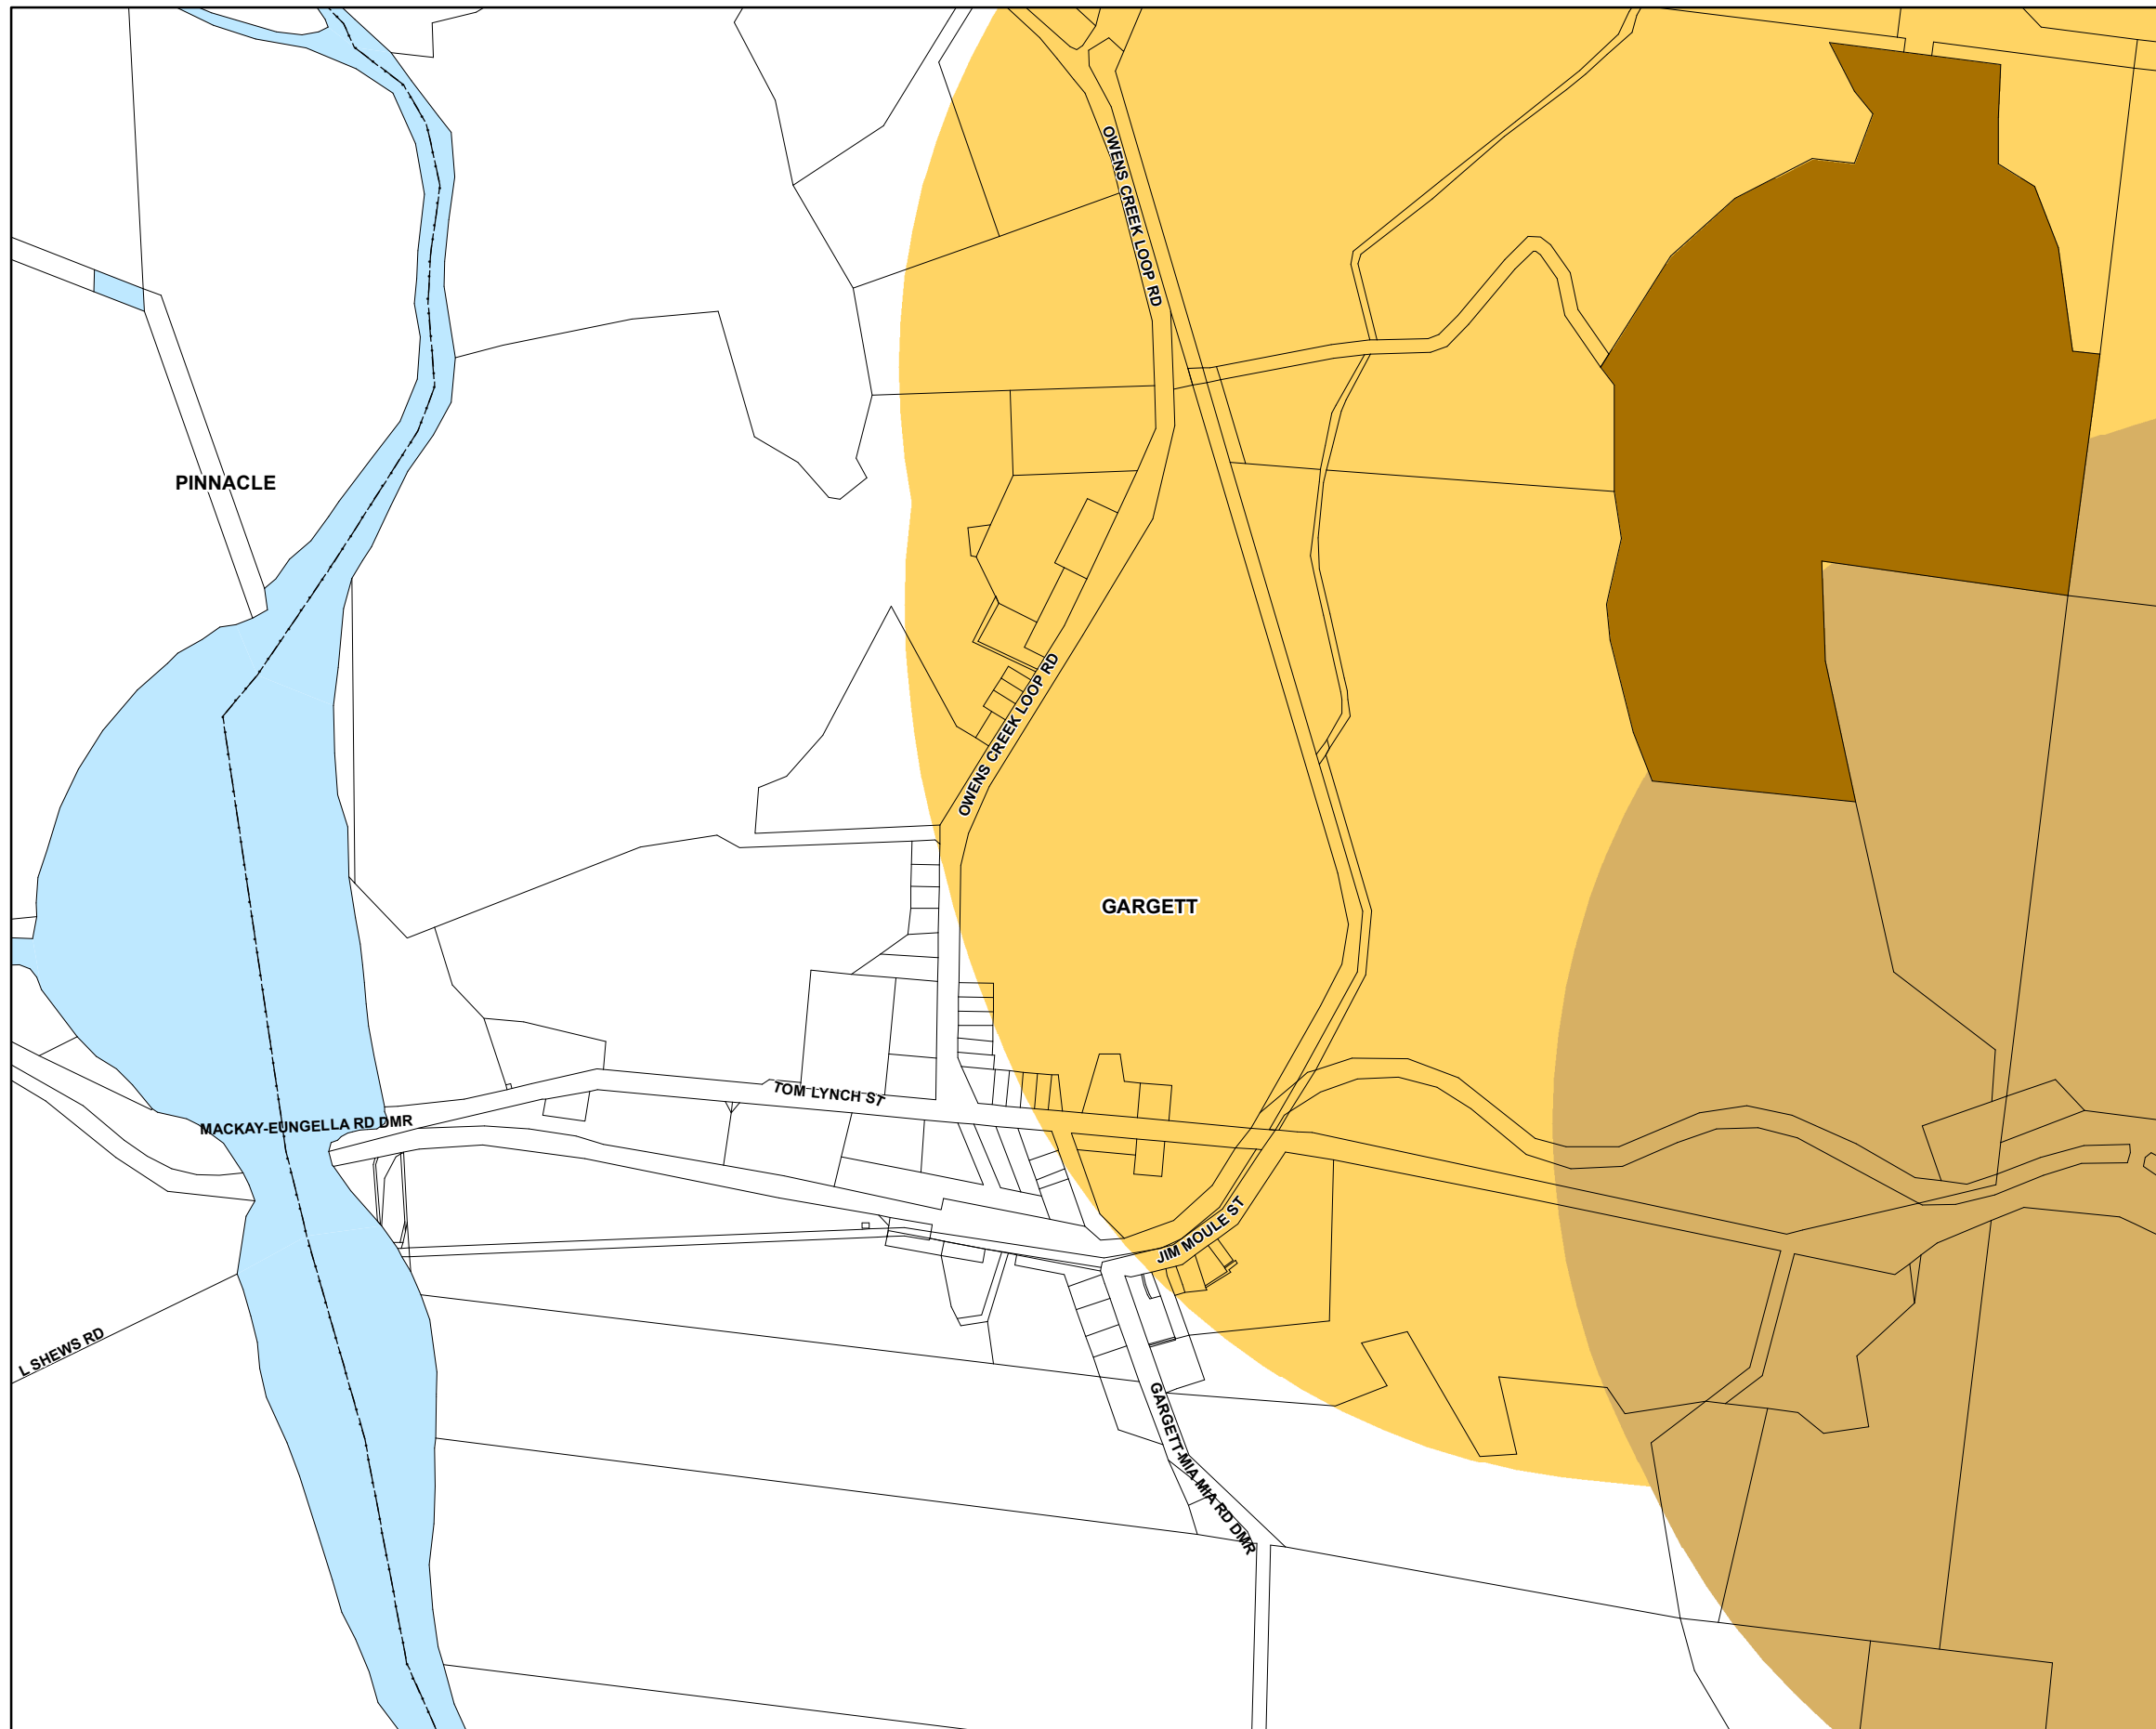 OWENS CREEK LOOP RD
PINNACLE
OWENS CREEK LOOP RD
GARGETT
TOM LYNCH ST
MACKAY-EUNGELLA RD DMR
JIM MOULE ST
L SHEWS RD
GARGETT-MIA MIA RD DMR